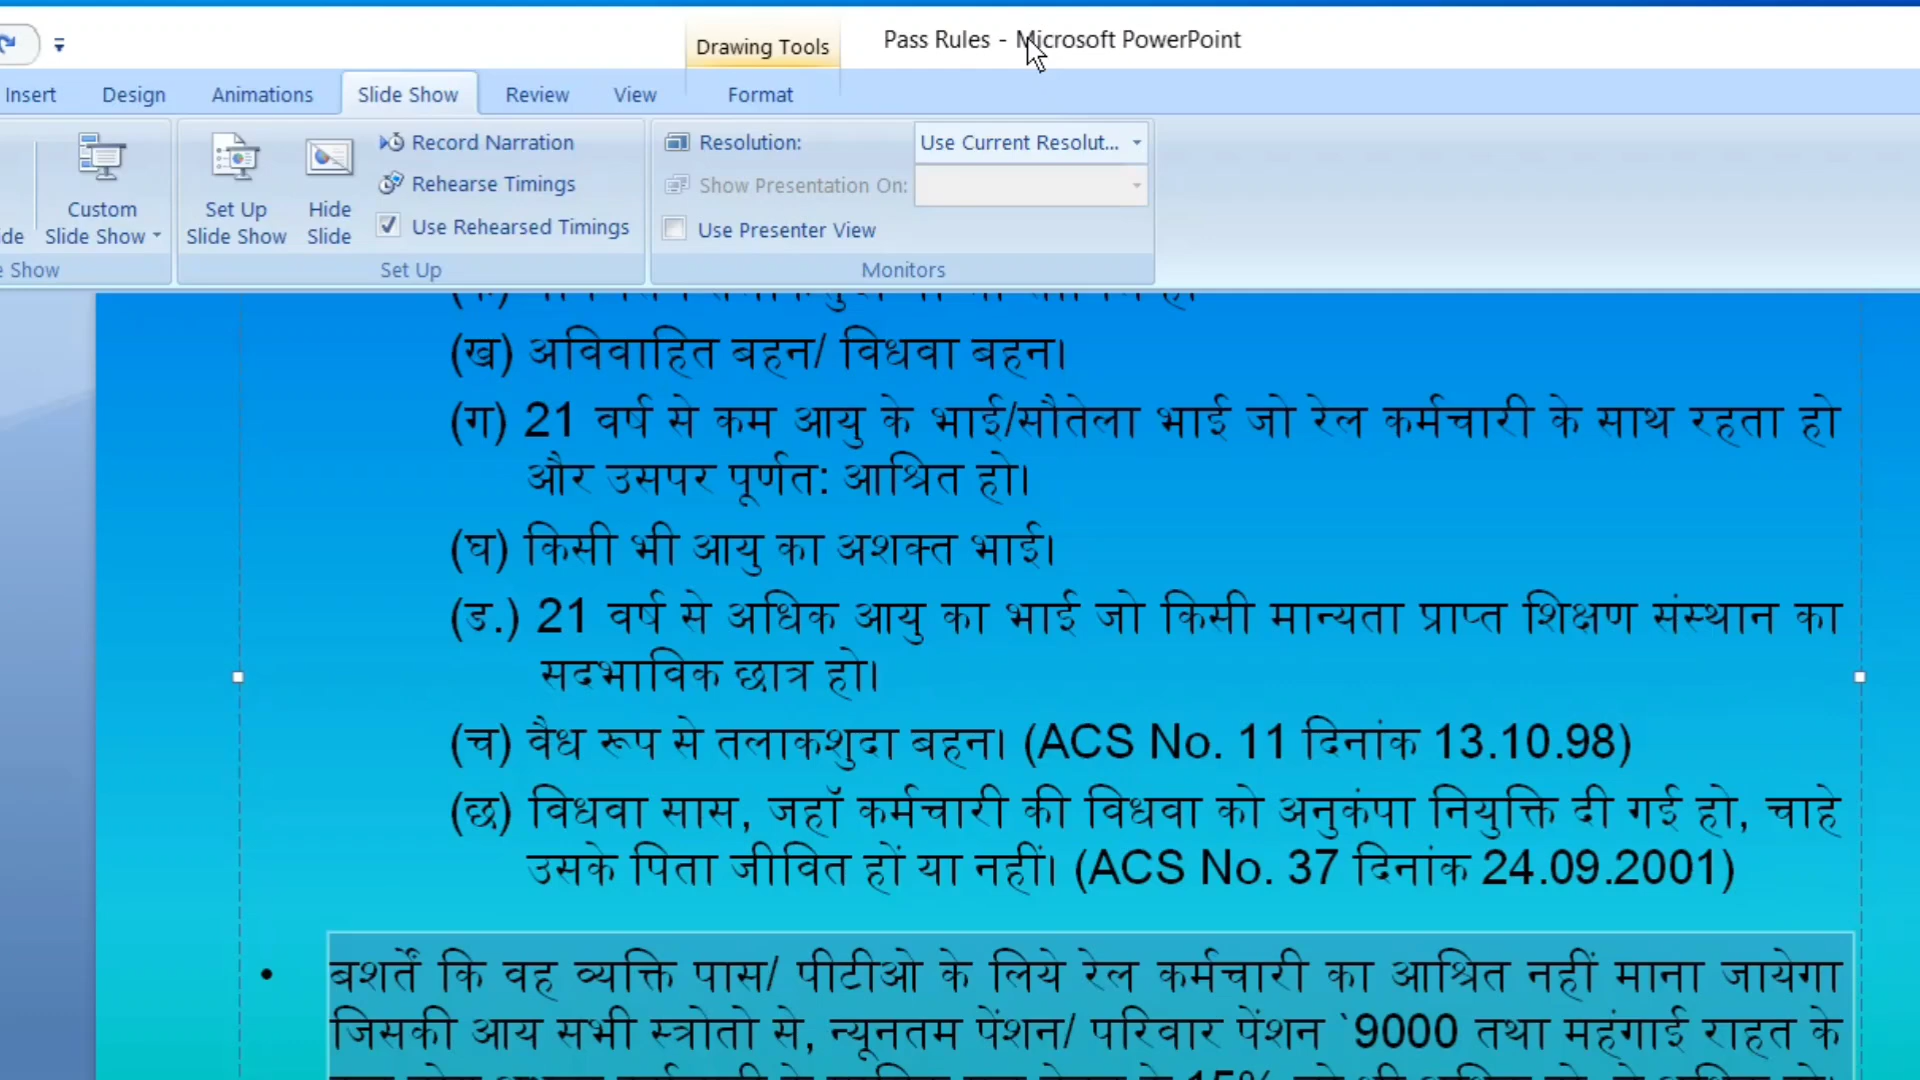 Drawing Tools
Pass Rules - Microsoft PowerPoint
Insert Design Animations Slide Show Review View Format
Record Narration
Resolution: Use Current Resolut...
Rehearse Timings
Show Presentation On:
Custom Slide Show
Set Up Slide Show
Hide Slide
Use Rehearsed Timings
Use Presenter View
Show
Set Up
Monitors
(ख) अविवाहित बहन/ विधवा बहन।
(ग) 21 वर्ष से कम आयु के भाई/सौतेला भाई जो रेल कर्मचारी के साथ रहता हो
और उसपर पूर्णत: आश्रित हो।
(घ) किसी भी आयु का अशक्त भाई।
(ड.) 21 वर्ष से अधिक आयु का भाई जो किसी मान्यता प्राप्त शिक्षण संस्थान का
सदभाविक छात्र हो।
(च) वैध रूप से तलाकशुदा बहन। (ACS No. 11 दिनांक 13.10.98)
(छ) विधवा सास, जहॉ कर्मचारी की विधवा को अनुकंपा नियुक्ति दी गई हो, चाहे
उसके पिता जीवित हों या नहीं। (ACS No. 37 दिनांक 24.09.2001)
• बशर्तें कि वह व्यक्ति पास/ पीटीओ के लिये रेल कर्मचारी का आश्रित नहीं माना जायेगा
जिसकी आय सभी स्त्रोतो से, न्यूनतम पेंशन/ परिवार पेंशन `9000 तथा महंगाई राहत के
15%